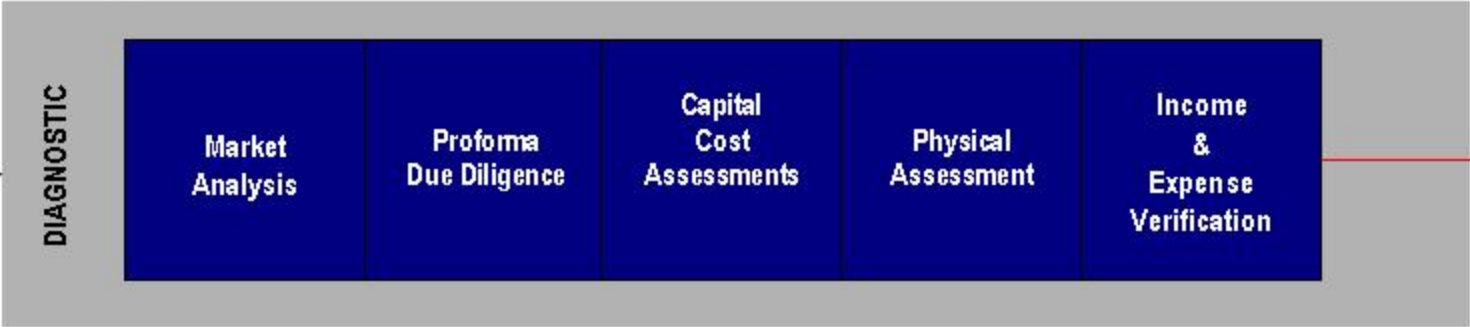 DIAGNOSTIC
Market
Analysis
Proforma
Due Diligence
Capital
Cost
Assessments
Physical
Assessment
Income
&
Expense
Verification